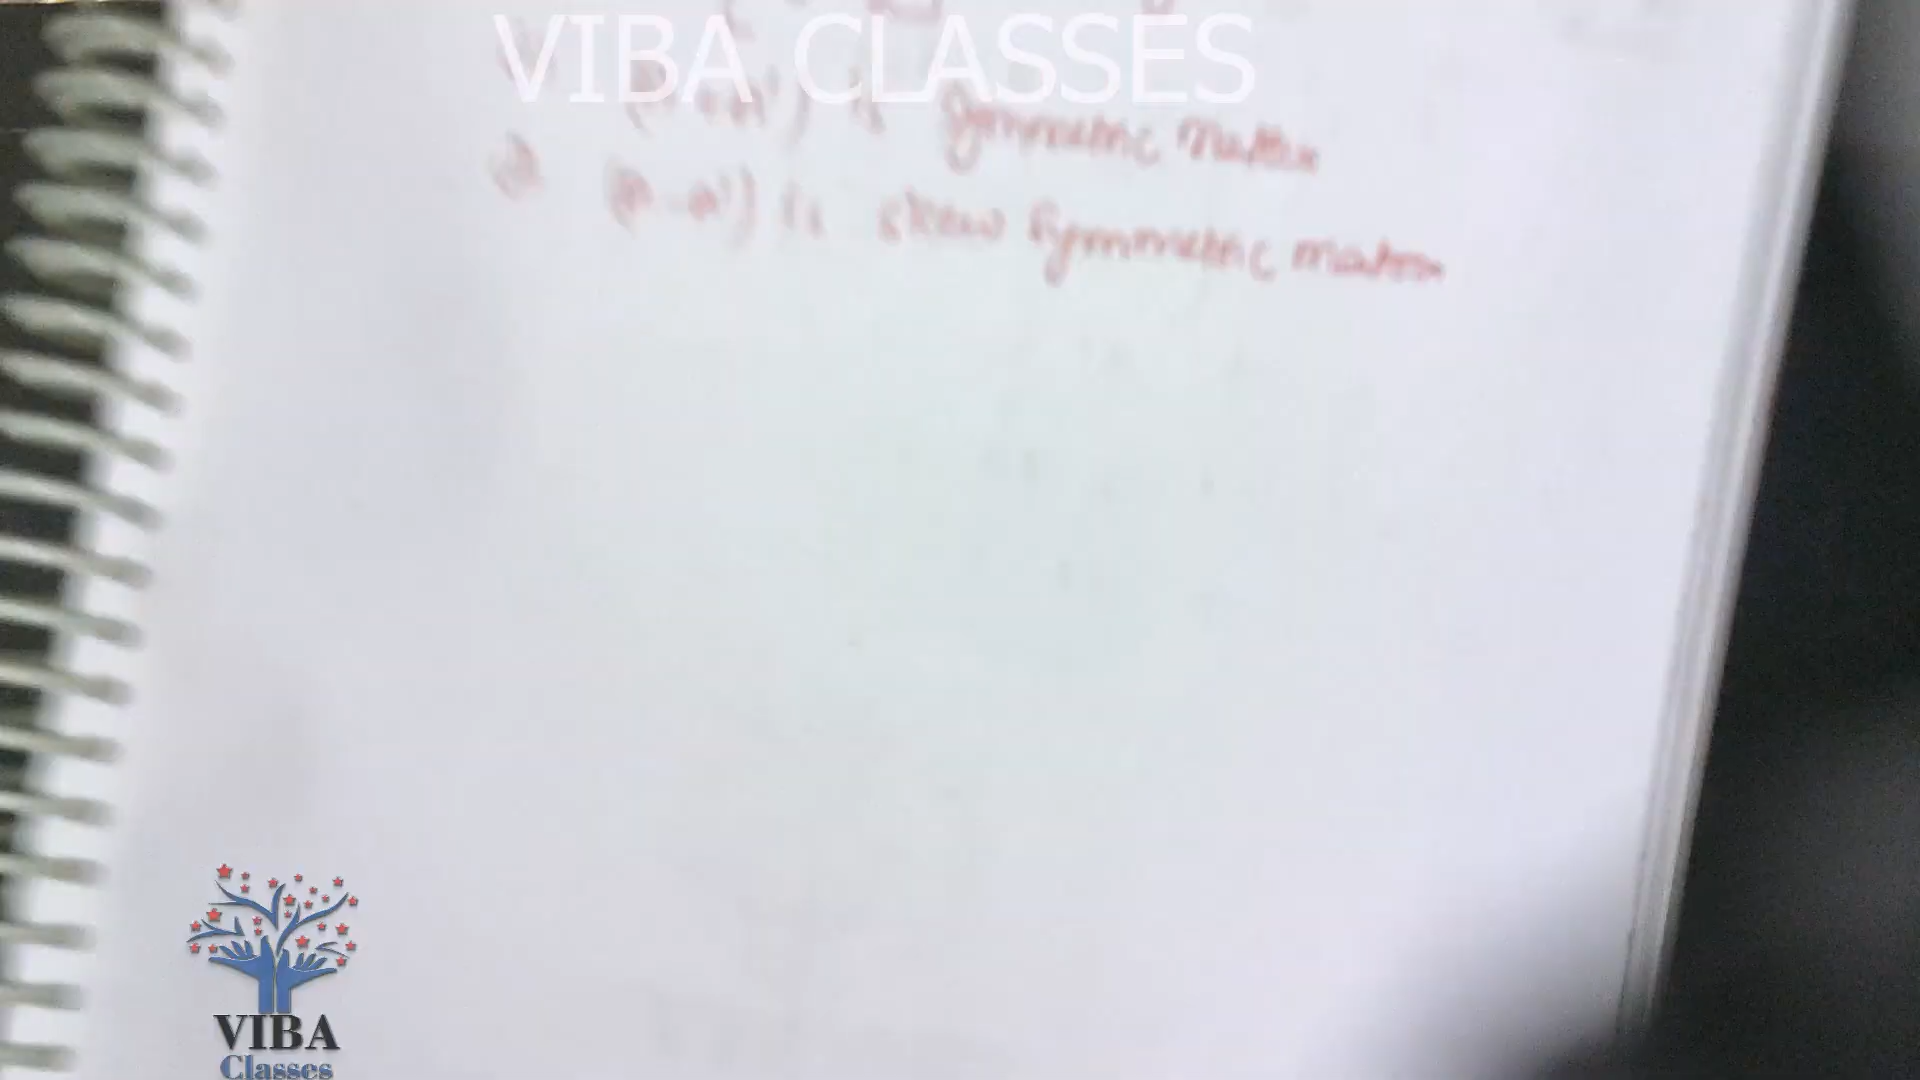 VIBA CLASSES
(A+A') is Symmetric Matrix
(A-A') is skew Symmetric matrix
VIBA
Classes